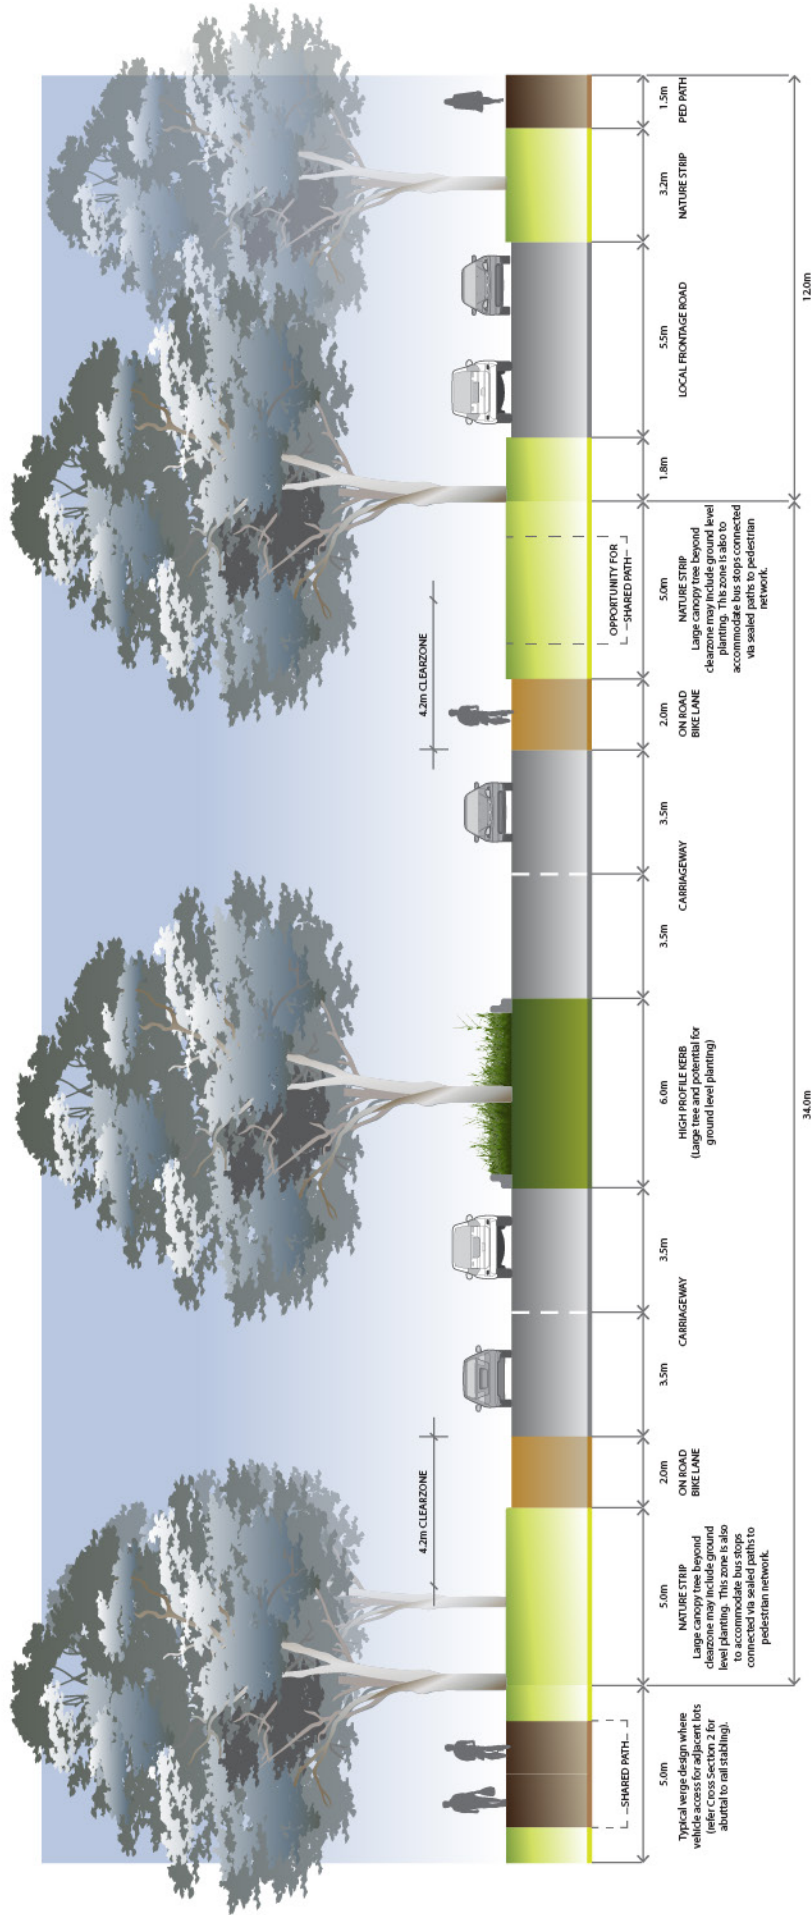 4.2m CLEARZONE
4.2m CLEARZONE
–SHARED PATH–
OPPORTUNITY FOR
–SHARED PATH–
5.0m
5.0m
2.0m
3.5m
3.5m
6.0m
3.5m
3.5m
2.0m
5.0m
1.8m
5.5m
3.2m
1.5m
Typical verge design where
vehicle access for adjacent lots
(refer Cross Section 2 for
abuttal to rail stabling).
NATURE STRIP
Large canopy tree beyond
clearzone may include ground
level planting. This zone is also
to accommodate bus stops
connected via sealed paths to
pedestrian network.
ON ROAD
BIKE LANE
CARRIAGEWAY
HIGH PROFILE KERB
(Large tree and potential for
ground level planting)
CARRIAGEWAY
ON ROAD
BIKE LANE
NATURE STRIP
Large canopy tree beyond
clearzone may include ground level
planting. This zone is also to
accommodate bus stops connected
via sealed paths to pedestrian
network.
LOCAL FRONTAGE ROAD
NATURE STRIP
PED PATH
34.0m
12.0m